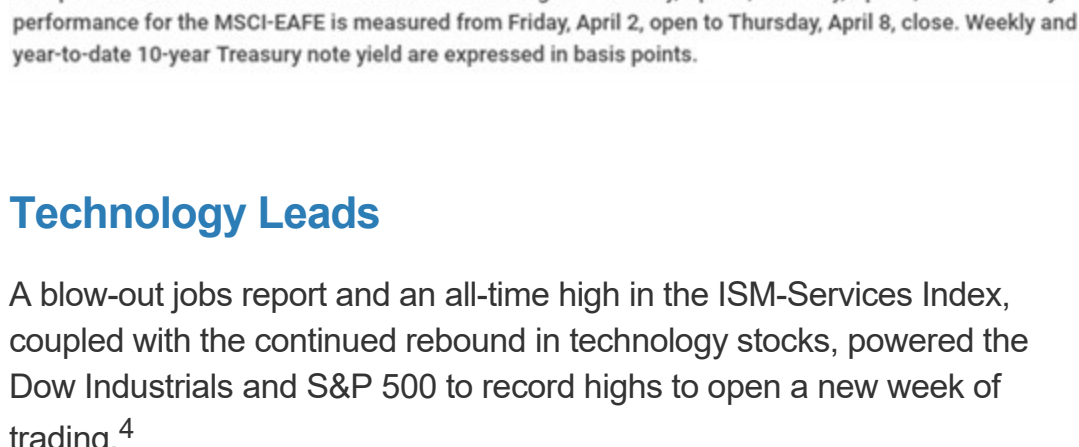 performance for the MSCI-EAFE is measured from Friday, April 2, open to Thursday, April 8, close. Weekly and
year-to-date 10-year Treasury note yield are expressed in basis points.
Technology Leads
A blow-out jobs report and an all-time high in the ISM-Services Index,
coupled with the continued rebound in technology stocks, powered the
Dow Industrials and S&P 500 to record highs to open a new week of
trading.4